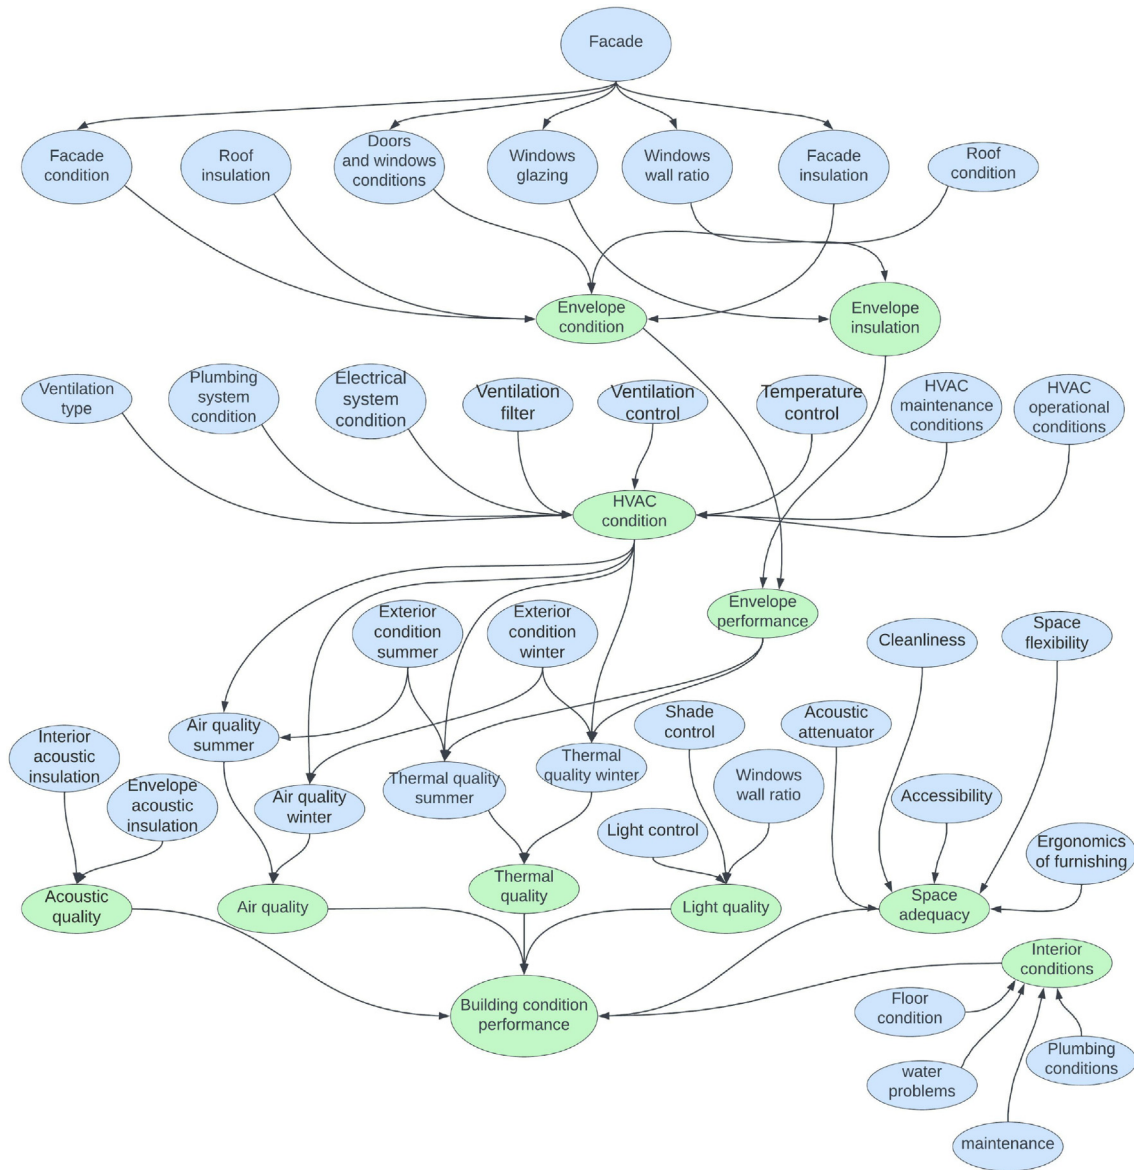 Facade
Facade
condition
Roof
insulation
Doors
and windows
conditions
Windows
glazing
Windows
wall ratio
Facade
insulation
Roof
condition
Envelope
condition
Envelope
insulation
Ventilation
type
Plumbing
system
condition
Electrical
system
condition
Ventilation
filter
Ventilation
control
Temperature
control
HVAC
maintenance
conditions
HVAC
operational
conditions
HVAC
condition
Exterior
condition
summer
Exterior
condition
winter
Envelope
performance
Cleanliness
Space
flexibility
Interior
acoustic
insulation
Air quality
summer
Shade
control
Acoustic
attenuator
Envelope
acoustic
insulation
Air quality
winter
Thermal quality
summer
Thermal
quality winter
Windows
wall ratio
Light control
Accessibility
Ergonomics
of furnishing
Acoustic
quality
Air quality
Thermal
quality
Light quality
Space
adequacy
Interior
conditions
Building condition
performance
Floor
condition
water
problems
Plumbing
conditions
maintenance